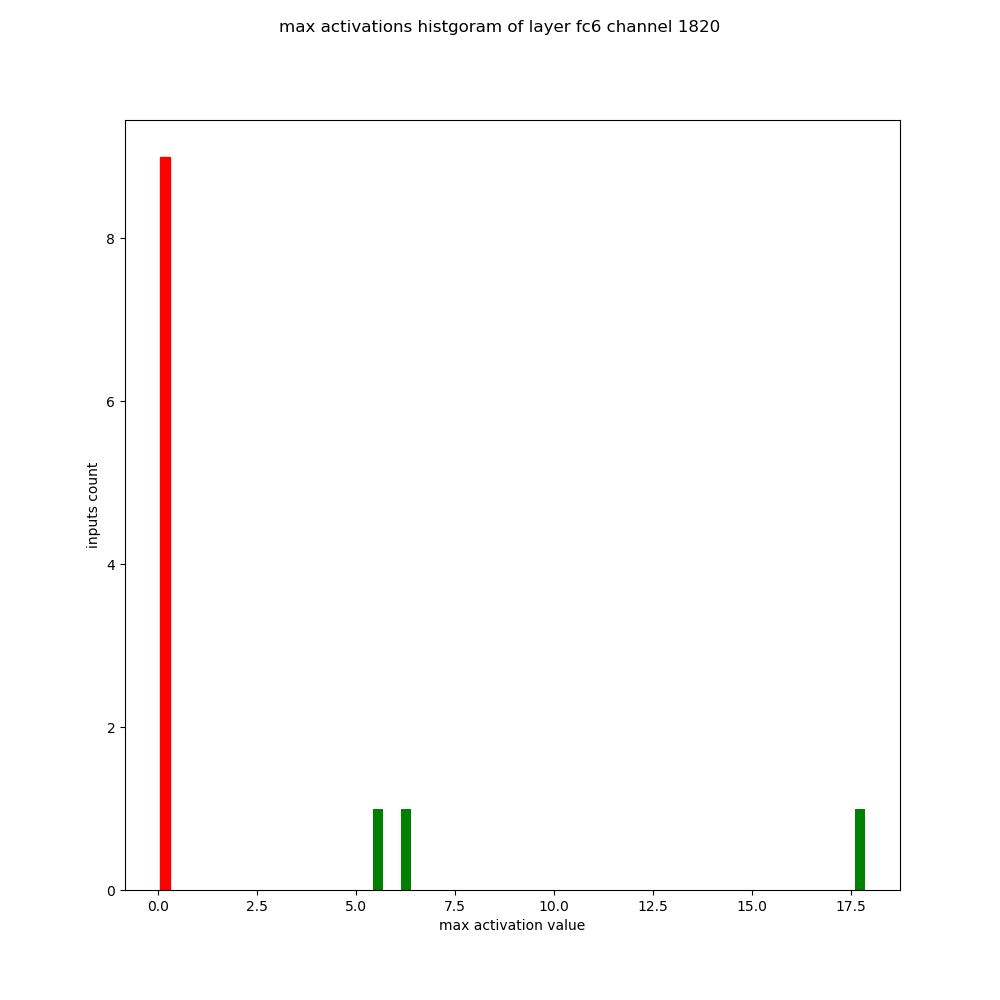 max activations histgoram of layer fc6 channel 1820
8
6
4
2
0
inputs count
0.0 2.5 5.0 7.5 10.0 12.5 15.0 17.5
max activation value